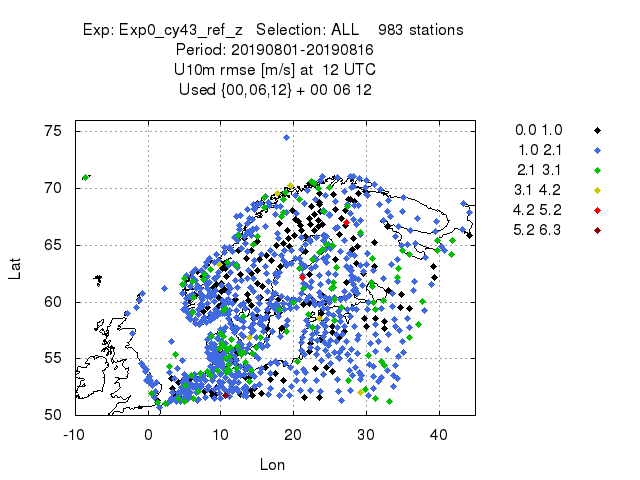 Exp: Exp0_cy43_ref_z Selection: ALL 983 stations
Period: 20190801-20190816
U10m rmse [m/s] at 12 UTC
Used {00,06,12} + 00 06 12
0.0 1.0
1.0 2.1
2.1 3.1
3.1 4.2
4.2 5.2
5.2 6.3
75
70
65
60
55
50
Lat
-10 0 10 20 30 40
Lon